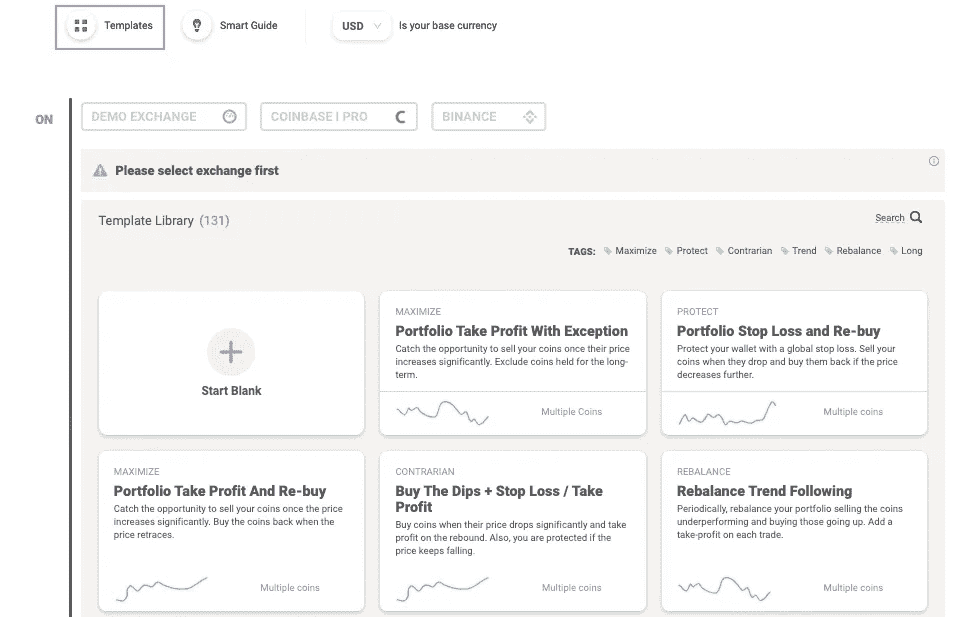 Templates
Smart Guide
USD
Is your base currency
ON
DEMO EXCHANGE
COINBASE | PRO
BINANCE
Please select exchange first
Template Library (131)
Search
TAGS: Maximize Protect Contrarian Trend Rebalance Long
Start Blank
MAXIMIZE
Portfolio Take Profit With Exception
Catch the opportunity to sell your coins once their price
increases significantly. Exclude coins held for the long-
term.
Multiple Coins
PROTECT
Portfolio Stop Loss and Re-buy
Protect your wallet with a global stop loss. Sell your
coins when they drop and buy them back if the price
decreases further.
Multiple coins
MAXIMIZE
Portfolio Take Profit And Re-buy
Catch the opportunity to sell your coins once the price
increases significantly. Buy the coins back when the
price retraces.
Multiple coins
CONTRARIAN
Buy The Dips + Stop Loss / Take
Profit
Buy coins when their price drops significantly and take
profit on the rebound. Also, you are protected if the
price keeps falling.
Multiple coins
REBALANCE
Rebalance Trend Following
Periodically, rebalance your portfolio selling the coins
underperforming and buying those going up. Add a
take-profit on each trade.
Multiple coins